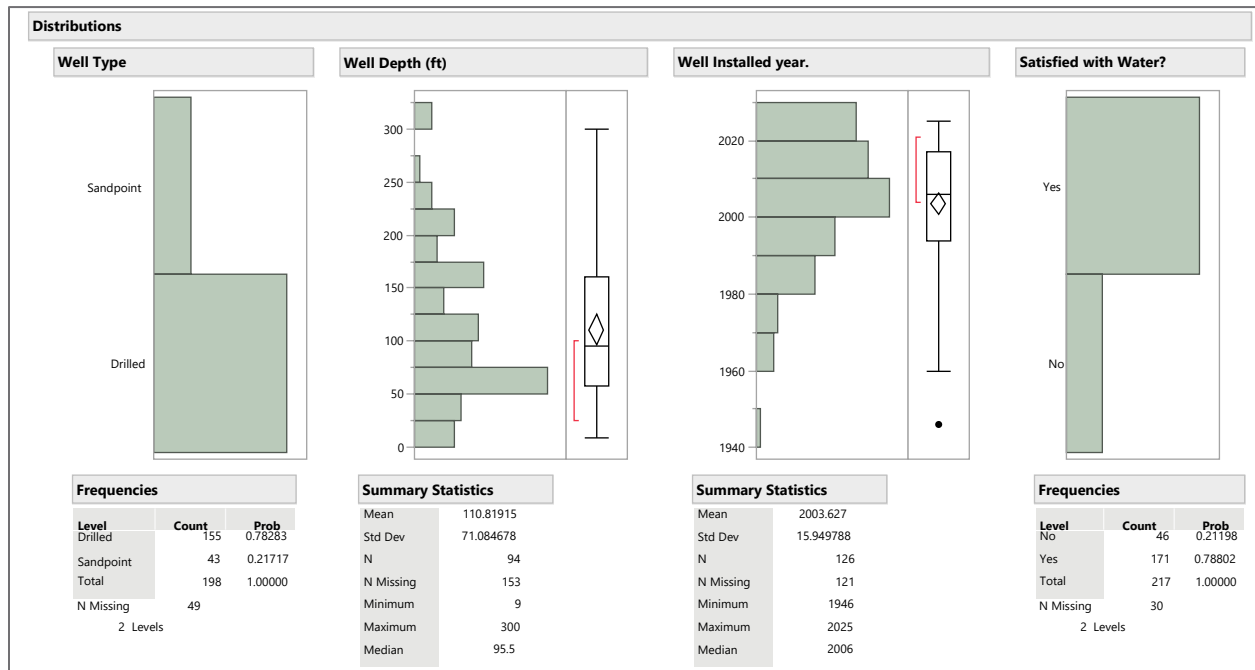 Distributions
Well Type
Sandpoint
Drilled
Frequencies
Level Count Prob
Drilled 155 0.78283
Sandpoint 43 0.21717
Total 198 1.00000
N Missing 49
2 Levels
Well Depth (ft)
300
250
200
150
100
50
0
Summary Statistics
Mean 110.81915
Std Dev 71.084678
N 94
N Missing 153
Minimum 9
Maximum 300
Median 95.5
Well Installed year.
2020
2000
1980
1960
1940
Summary Statistics
Mean 2003.627
Std Dev 15.949788
N 126
N Missing 121
Minimum 1946
Maximum 2025
Median 2006
Satisfied with Water?
Yes
No
Frequencies
Level Count Prob
No 46 0.21198
Yes 171 0.78802
Total 217 1.00000
N Missing 30
2 Levels